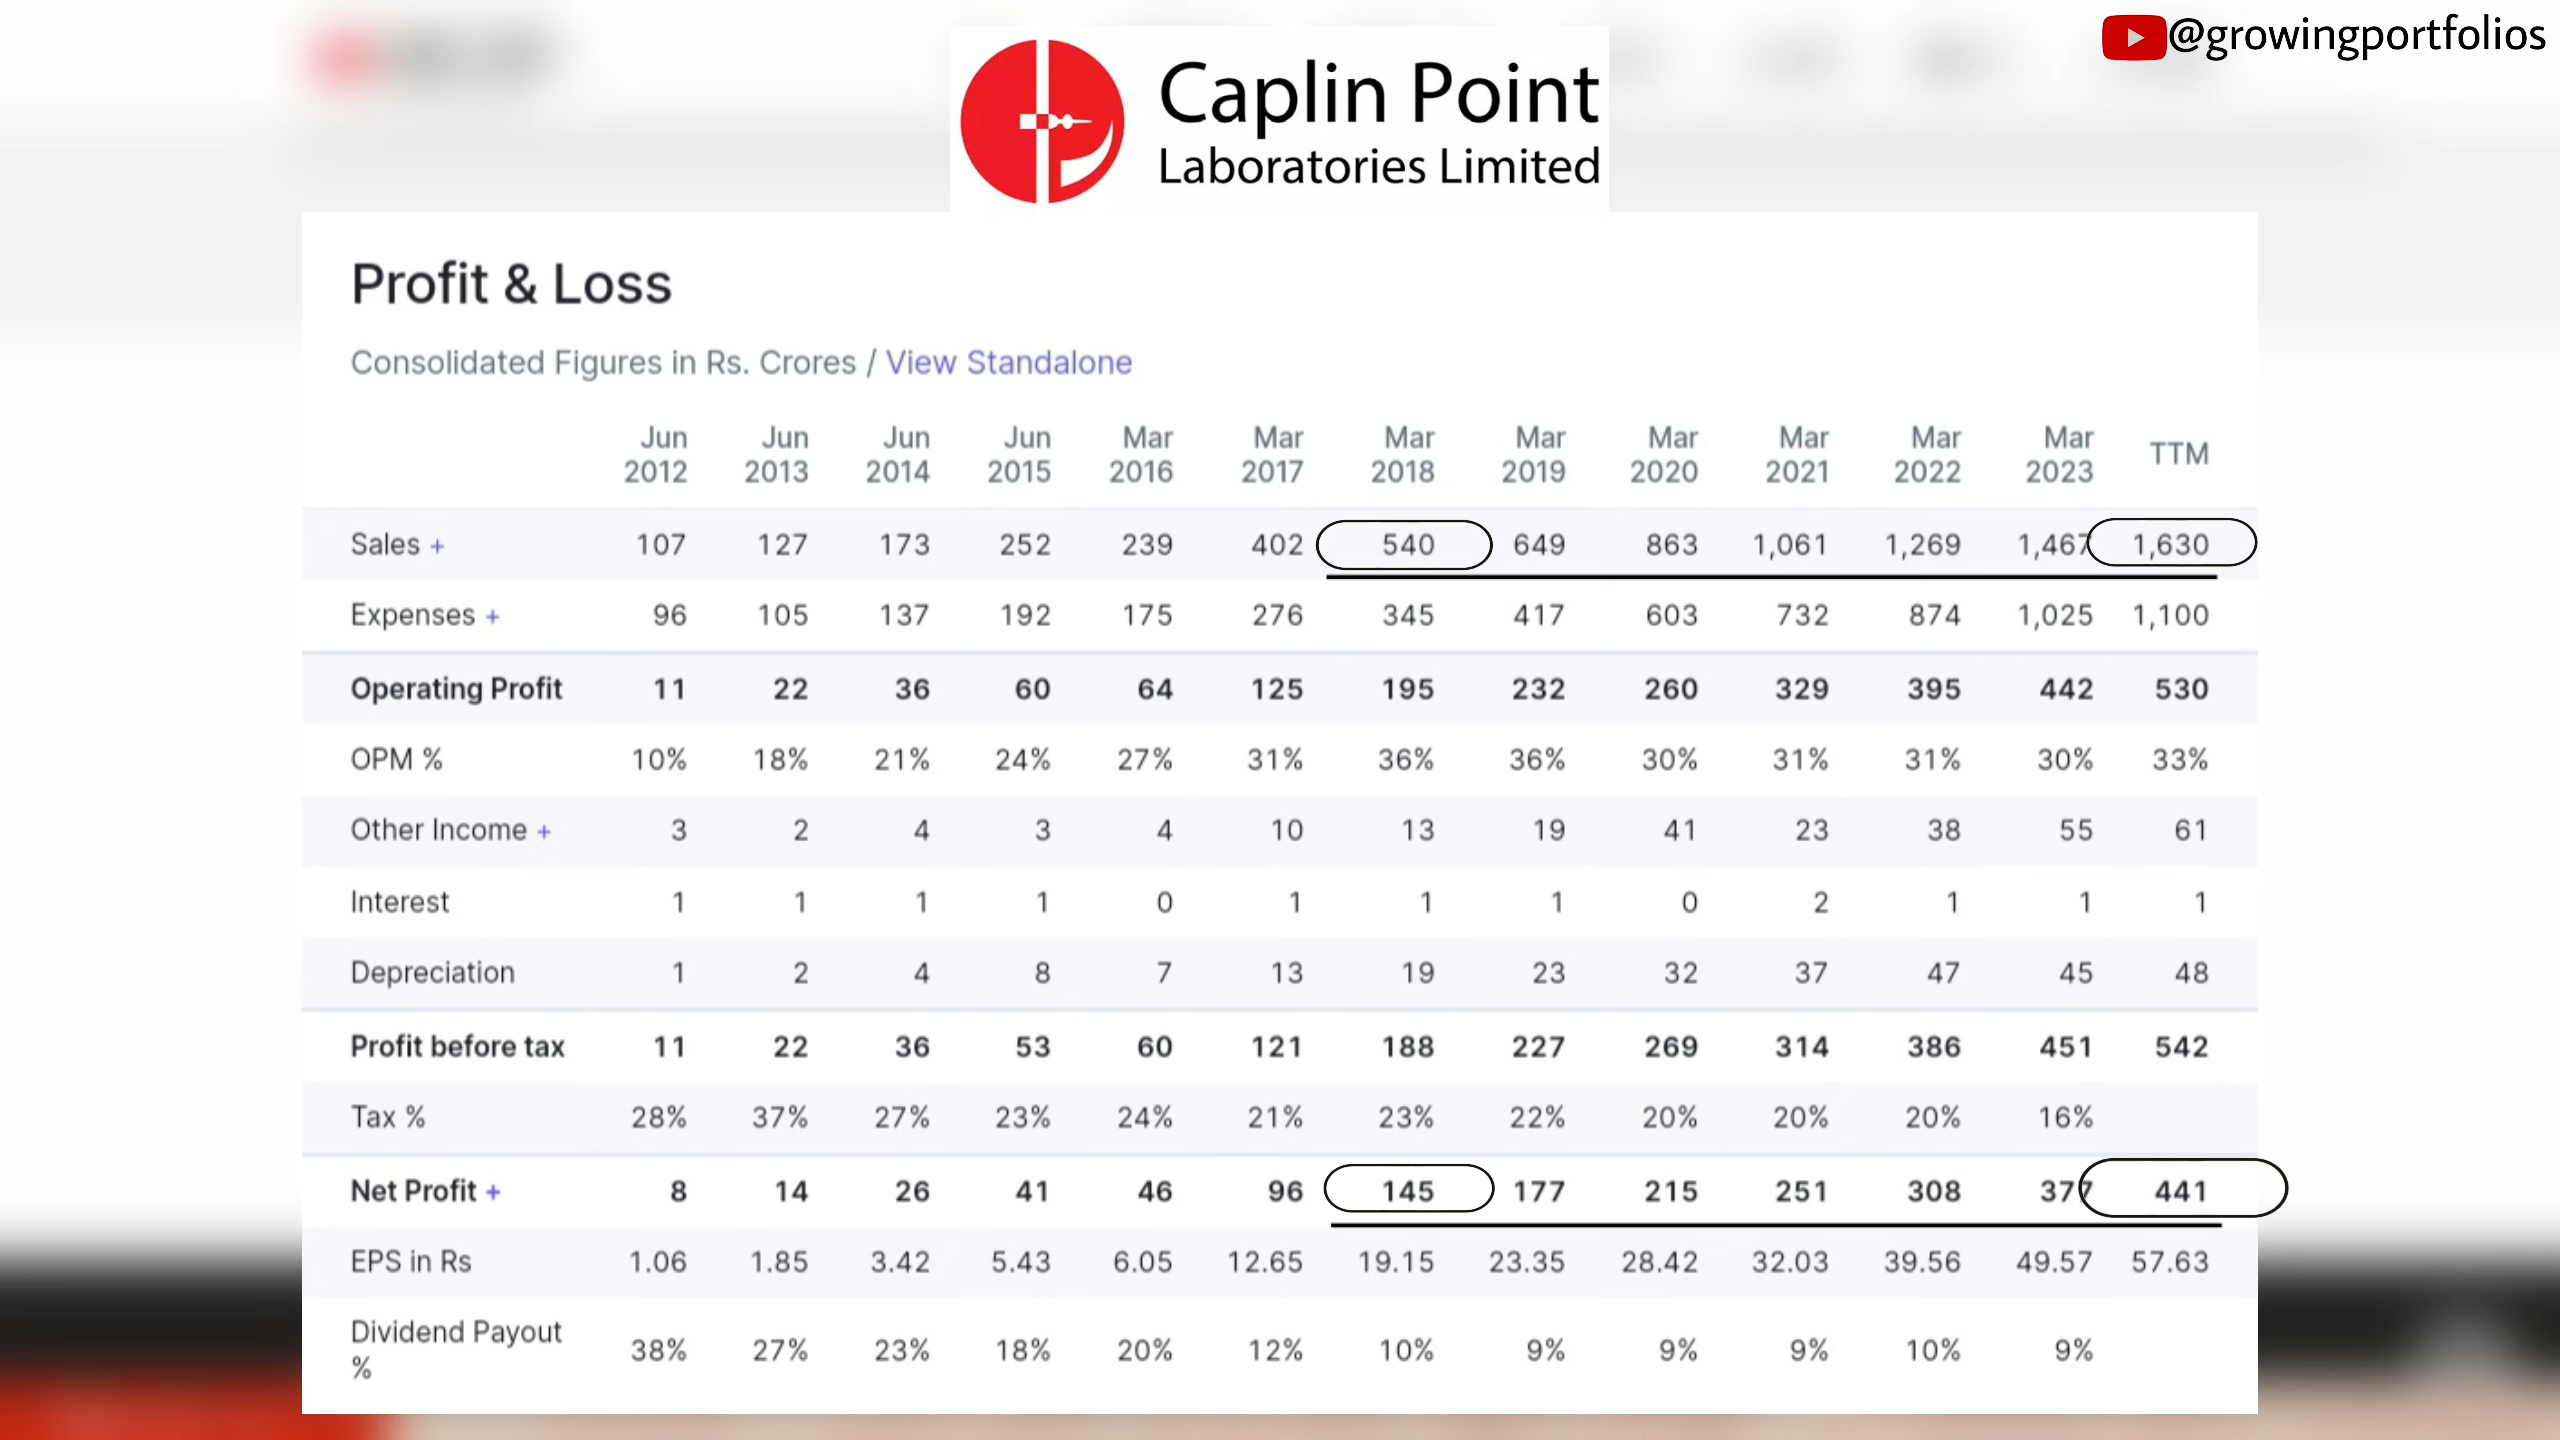 @growingportfolios
Caplin Point
Laboratories Limited
Profit & Loss
Consolidated Figures in Rs. Crores / View Standalone
Jun 2012 Jun 2013 Jun 2014 Jun 2015 Mar 2016 Mar 2017 Mar 2018 Mar 2019 Mar 2020 Mar 2021 Mar 2022 Mar 2023 TTM
Sales + 107 127 173 252 239 402 540 649 863 1,061 1,269 1,467 1,630
Expenses + 96 105 137 192 175 276 345 417 603 732 874 1,025 1,100
Operating Profit 11 22 36 60 64 125 195 232 260 329 395 442 530
OPM % 10% 18% 21% 24% 27% 31% 36% 36% 30% 31% 31% 30% 33%
Other Income + 3 2 4 3 4 10 13 19 41 23 38 55 61
Interest 1 1 1 1 0 1 1 1 0 2 1 1 1
Depreciation 1 2 4 8 7 13 19 23 32 37 47 45 48
Profit before tax 11 22 36 53 60 121 188 227 269 314 386 451 542
Tax % 28% 37% 27% 23% 24% 21% 23% 22% 20% 20% 20% 16%
Net Profit + 8 14 26 41 46 96 145 177 215 251 308 377 441
EPS in Rs 1.06 1.85 3.42 5.43 6.05 12.65 19.15 23.35 28.42 32.03 39.56 49.57 57.63
Dividend Payout % 38% 27% 23% 18% 20% 12% 10% 9% 9% 9% 10% 9%